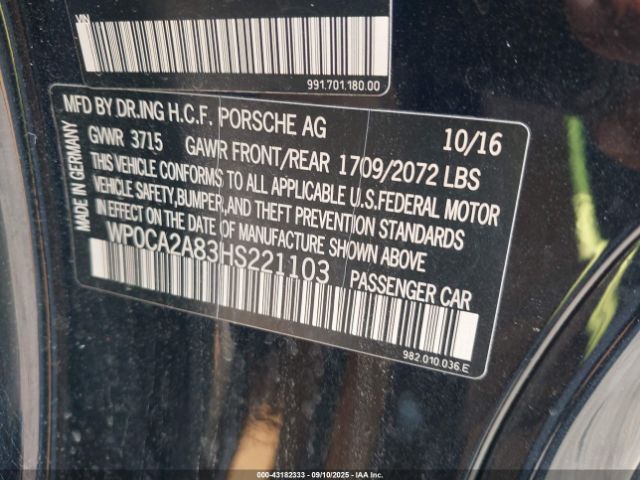 VIN
991.701.180.00
MFD BY DR.ING H.C.F. PORSCHE AG 10/16
GVWR 3715 GAWR FRONT/REAR 1709/2072 LBS
THIS VEHICLE CONFORMS TO ALL APPLICABLE U.S.FEDERAL MOTOR
VEHICLE SAFETY,BUMPER,AND THEFT PREVENTION STANDARDS
IN EFFECT ON THE DATE OF MANUFACTURE SHOWN ABOVE
WP0CA2A83HS221103 PASSENGER CAR
MADE IN GERMANY
982.010.036.E
000-43182333 - 09/10/2025 - IAA Inc.